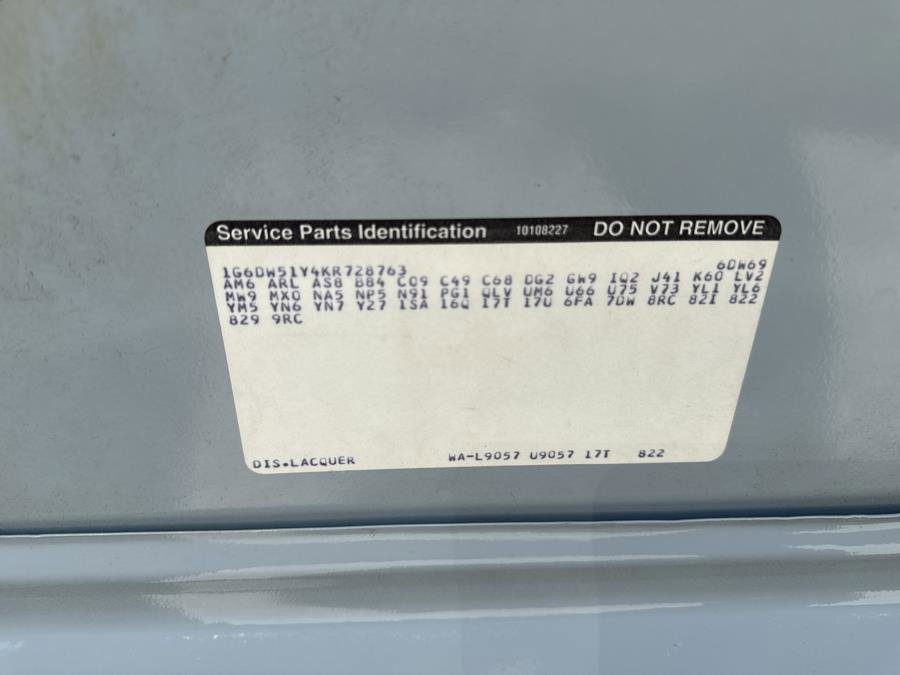 Service Parts Identification 10108227 DO NOT REMOVE
1G6DW51Y4KR728763 6DW69
AM6 ARL AS8 B84 C09 C49 C68 DG2 GW9 IQ2 J41 K60 LV2
MW9 MX0 NA5 NP5 N91 PG1 QLV UM6 U66 U75 V73 YL1 YL6
YM5 YN6 YN7 Y27 1SA 16Q 17T 17U 6FA 7DW 8RC 82I 822
829 9RC
DIS.LACQUER WA-L9057 U9057 17T 822